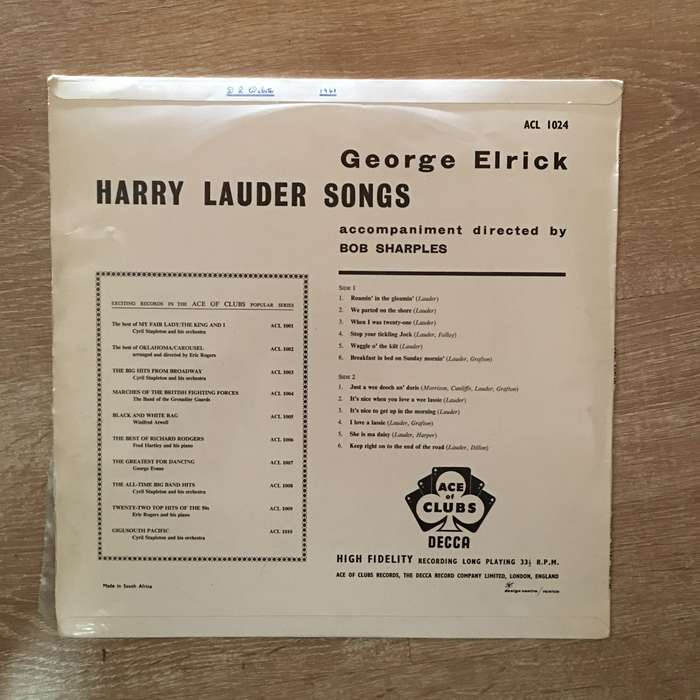 1961
ACL 1024
George Elrick
HARRY LAUDER SONGS
accompaniment directed by
BOB SHARPLES
EXCITING RECORDS IN THE ACE OF CLUBS POPULAR SERIES
The best of MY FAIR LADY/THE KING AND I ACL 1001
Cyril Stapleton and his orchestra
The best of OKLAHOMA/CAROUSEL ACL 1002
arranged and directed by Eric Rogers
THE BIG HITS FROM BROADWAY ACL 1003
Cyril Stapleton and his orchestra
MARCHES OF THE BRITISH FIGHTING FORCES ACL 1004
The Band of the Grenadier Guards
BLACK AND WHITE RAG ACL 1005
Winifred Atwell
THE BEST OF RICHARD RODGERS ACL 1006
Fred Hartley and his piano
THE GREATEST FOR DANCING ACL 1007
George Evans
THE ALL-TIME BIG BAND HITS ACL 1008
Cyril Stapleton and his orchestra
TWENTY-TWO TOP HITS OF THE 50s ACL 1009
Eric Rogers and his piano
GIGI/SOUTH PACIFIC ACL 1010
Cyril Stapleton and his orchestra
Made in South Africa
SIDE 1
1. Roamin' in the gloamin' (Lauder)
2. We parted on the shore (Lauder)
3. When I was twenty-one (Lauder)
4. Stop your tickling Jock (Lauder, Folloy)
5. Waggle o' the kilt (Lauder)
6. Breakfast in bed on Sunday mornin' (Lauder, Grafton)
SIDE 2
1. Just a wee deoch an' doris (Morrison, Cunliffe, Lauder, Grafton)
2. It's nice when you love a wee lassie (Lauder)
3. It's nice to get up in the morning (Lauder)
4. I love a lassie (Lauder, Grafton)
5. She is ma daisy (Lauder, Harper)
6. Keep right on to the end of the road (Lauder, Dillon)
ACE
of
CLUBS
DECCA
HIGH FIDELITY RECORDING LONG PLAYING 33⅓ R.P.M.
ACE OF CLUBS RECORDS, THE DECCA RECORD COMPANY LIMITED, LONDON, ENGLAND